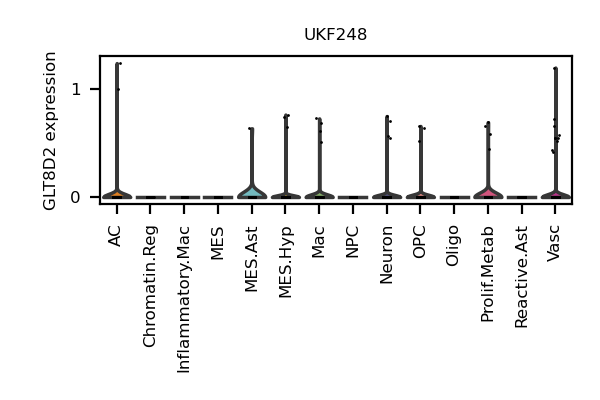 UKF248
GLT8D2 expression
1
0
AC
Chromatin.Reg
Inflammatory.Mac
MES
MES.Ast
MES.Hyp
Mac
NPC
Neuron
OPC
Oligo
Prolif.Metab
Reactive.Ast
Vasc